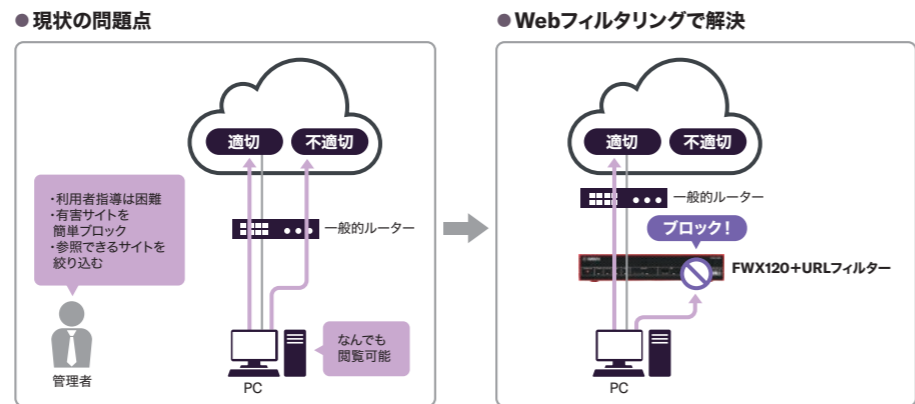 ●現状の問題点
適切
不適切
・利用者指導は困難
・有害サイトを
簡単ブロック
・参照できるサイトを
絞り込む
一般的ルーター
管理者
PC
なんでも
閲覧可能
●Webフィルタリングで解決
適切
不適切
一般的ルーター
ブロック！
FWX120+URLフィルター
PC